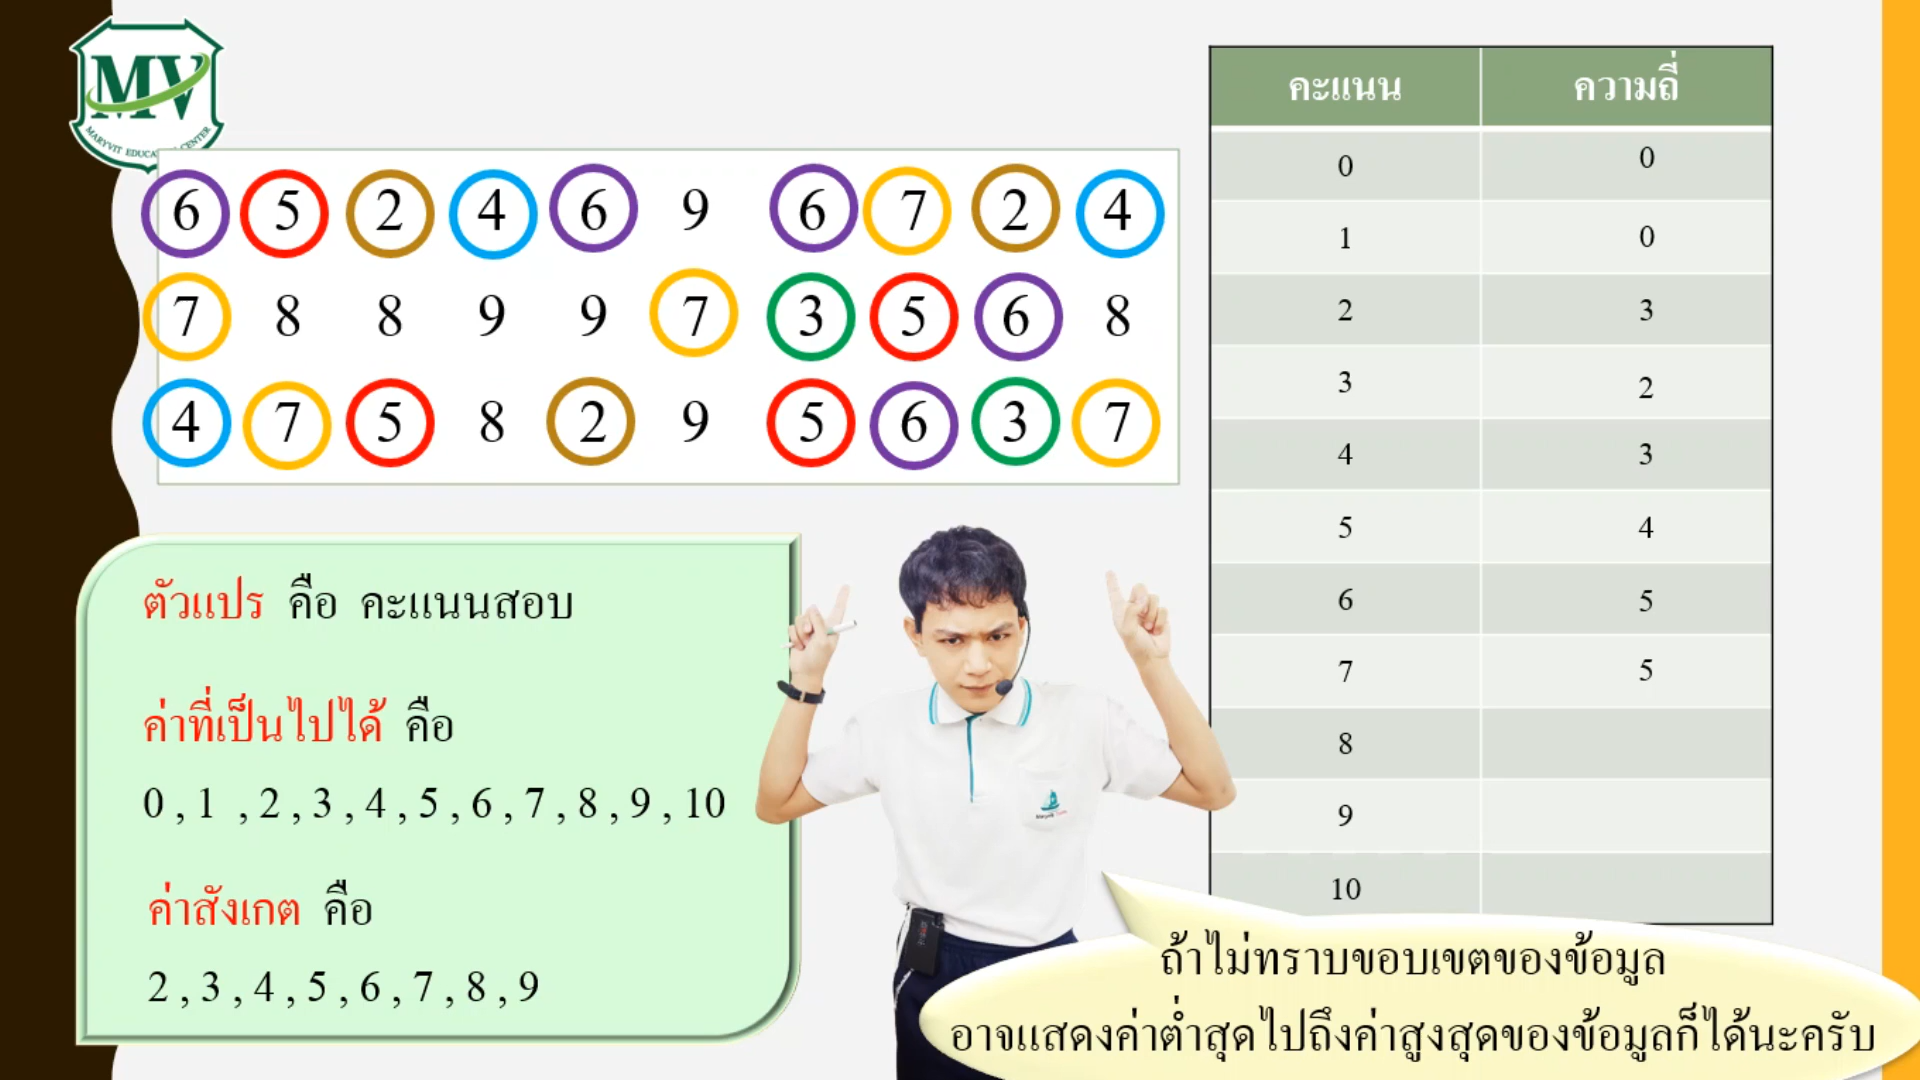 MV
MARYVIT EDUCATION CENTER
6 5 2 4 6 9 6 7 2 4
7 8 8 9 9 7 3 5 6 8
4 7 5 8 2 9 5 6 3 7
ตัวแปร คือ คะแนนสอบ
ค่าที่เป็นไปได้ คือ
0 , 1 , 2 , 3 , 4 , 5 , 6 , 7 , 8 , 9 , 10
ค่าสังเกต คือ
2 , 3 , 4 , 5 , 6 , 7 , 8 , 9
คะแนน ความถี่
0 0
1 0
2 3
3 2
4 3
5 4
6 5
7 5
8
9
10
ถ้าไม่ทราบขอบเขตของข้อมูล
อาจแสดงค่าต่ำสุดไปถึงค่าสูงสุดของข้อมูลก็ได้นะครับ